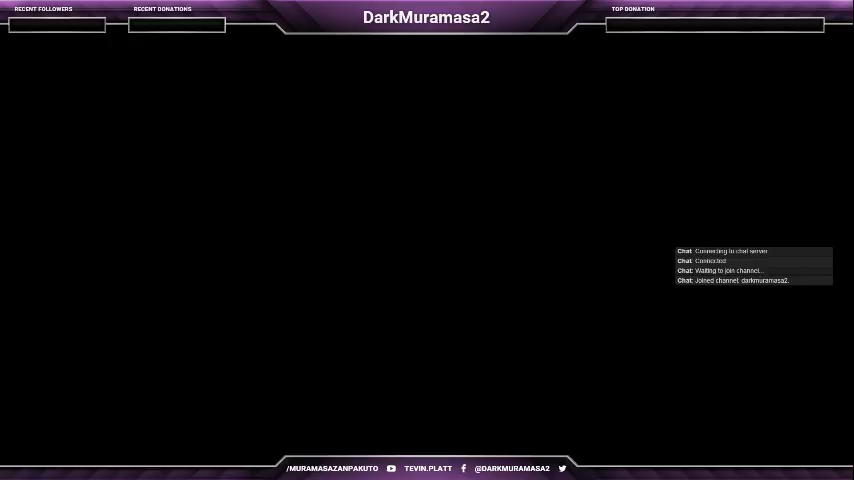 RECENT FOLLOWERS
RECENT DONATIONS
DarkMuramasa2
TOP DONATION
Chat: Connecting to chat server
Chat: Connected
Chat: Waiting to join channel...
Chat: Joined channel: darkmuramasa2.
/MURAMASAZANPAKUTO TEVIN.PLATT @DARKMURAMASA2